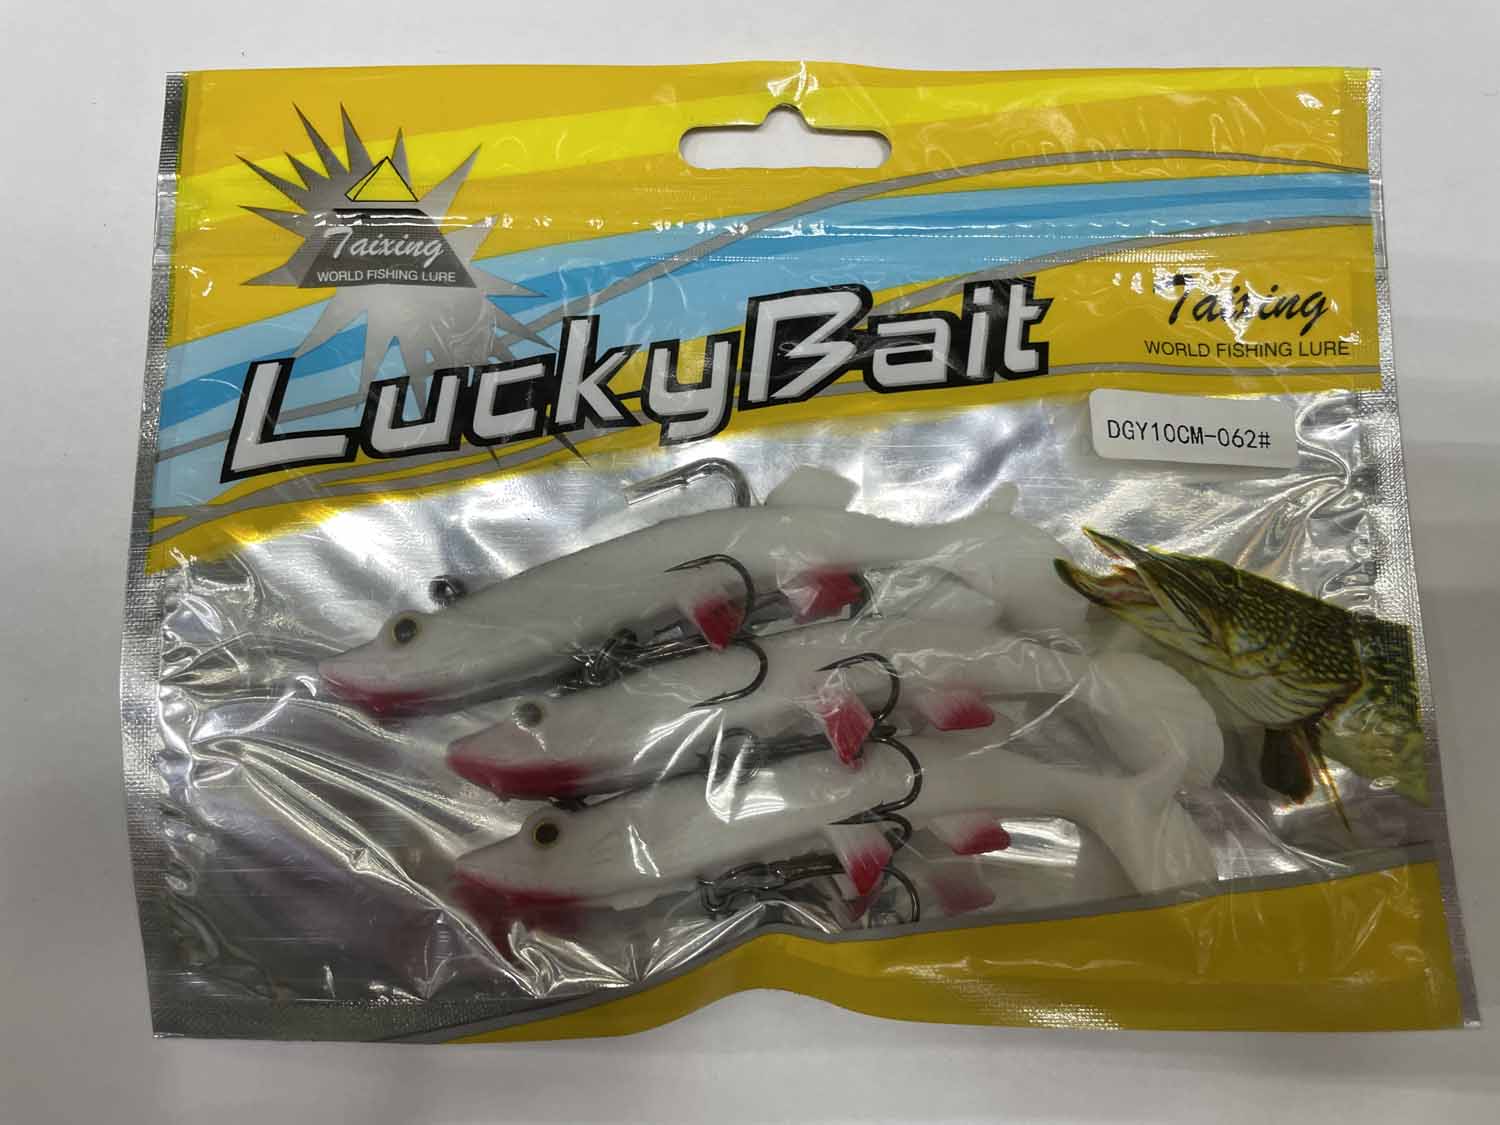 Taixing
WORLD FISHING LURE
LuckyBait
Taixing
WORLD FISHING LURE
DGY10CM-062#